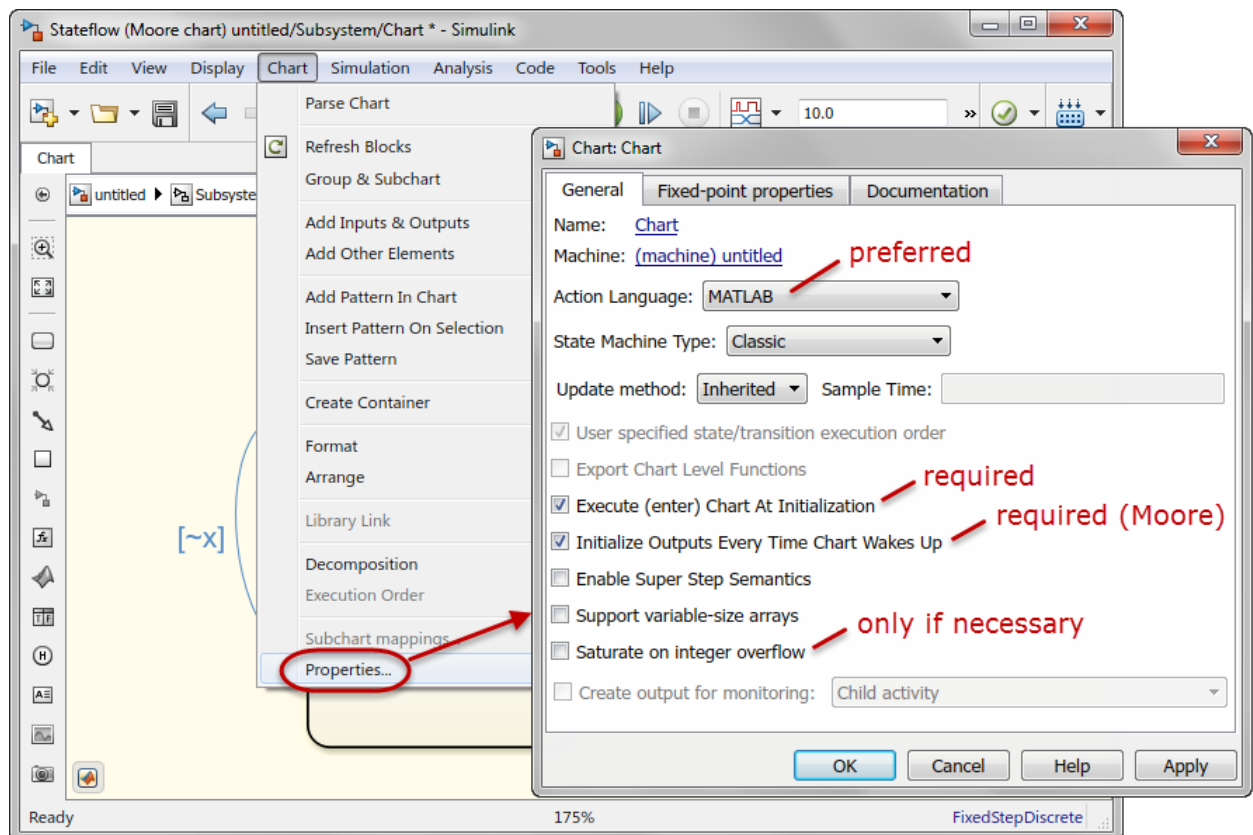 Stateflow (Moore chart) untitled/Subsystem/Chart * - Simulink
File Edit View Display Chart Simulation Analysis Code Tools Help
10.0 »
Chart
untitled Subsyste
Parse Chart
Refresh Blocks
Group & Subchart
Add Inputs & Outputs
Add Other Elements
Add Pattern In Chart
Insert Pattern On Selection
Save Pattern
Create Container
Format
Arrange
Library Link
Decomposition
Execution Order
Subchart mappings...
Properties...
[~x]
Chart: Chart
General Fixed-point properties Documentation
Name: Chart
Machine: (machine) untitled
preferred
Action Language: MATLAB
State Machine Type: Classic
Update method: Inherited Sample Time:
User specified state/transition execution order
Export Chart Level Functions
required
Execute (enter) Chart At Initialization
required (Moore)
Initialize Outputs Every Time Chart Wakes Up
Enable Super Step Semantics
Support variable-size arrays
only if necessary
Saturate on integer overflow
Create output for monitoring: Child activity
OK Cancel Help Apply
Ready 175% FixedStepDiscrete